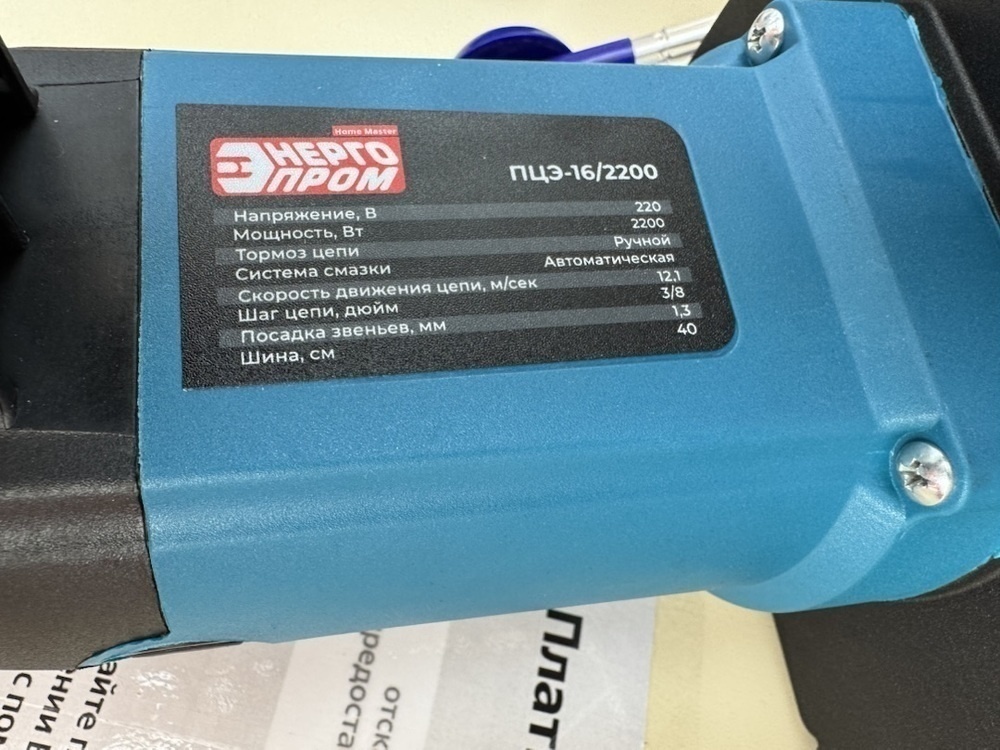 Home Master
ЭНЕРГО
ПРОМ
ПЦЭ-16/2200
Напряжение, В 220
Мощность, Вт 2200
Тормоз цепи Ручной
Система смазки Автоматическая
Скорость движения цепи, м/сек 12.1
Шаг цепи, дюйм 3/8
Посадка звеньев, мм 1,3
Шина, см 40
Плат
отск
редоста
айте